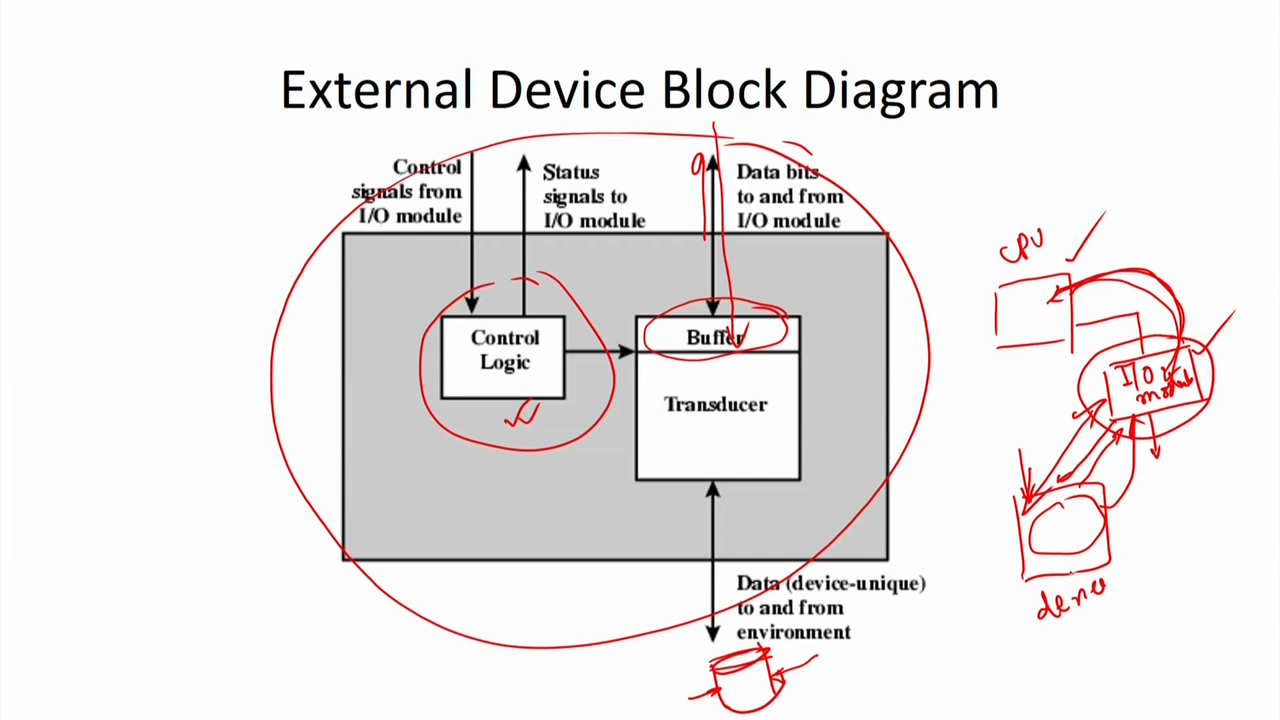 External Device Block Diagram
Control
signals from
I/O module
Status
signals to
I/O module
Data bits
to and from
I/O module
Control
Logic
Buffer
Transducer
Data (device-unique)
to and from
environment
CPU
I/O